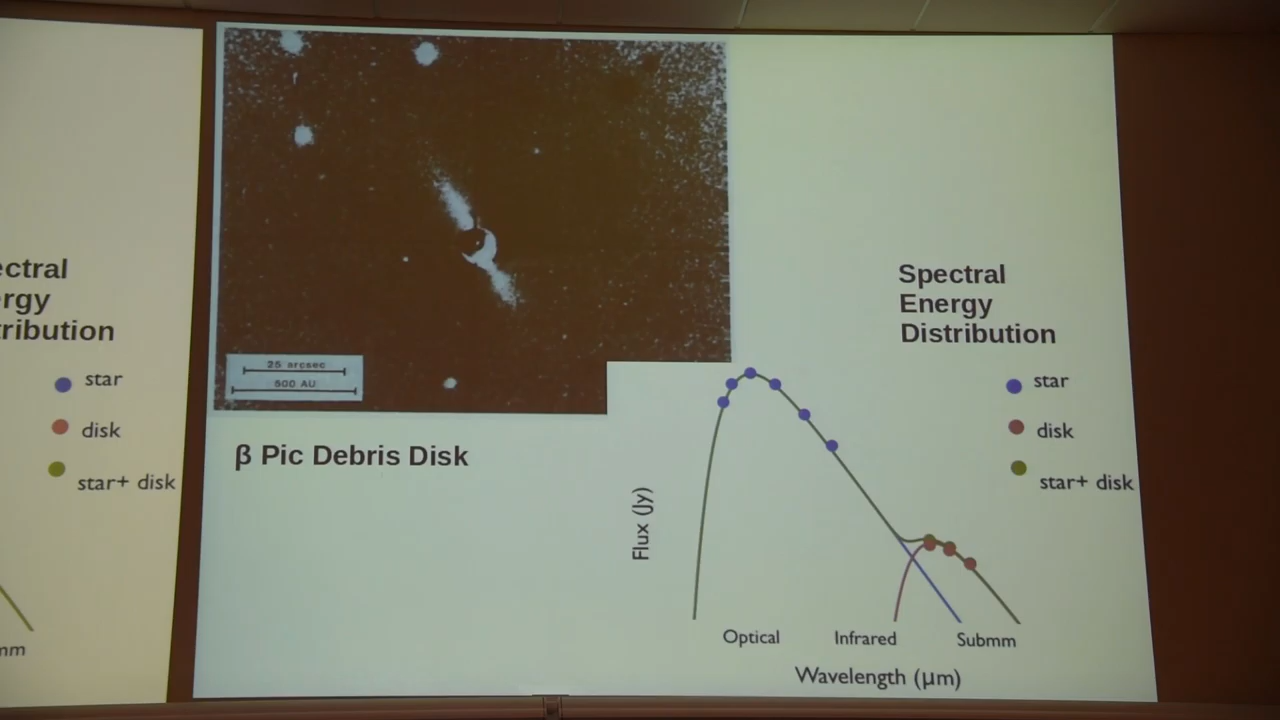 ectral
ergy
tribution
star
disk
star+ disk
mm
25 arcsec
500 AU
β Pic Debris Disk
Spectral
Energy
Distribution
star
disk
star+ disk
Flux (Jy)
Optical
Infrared
Submm
Wavelength (μm)